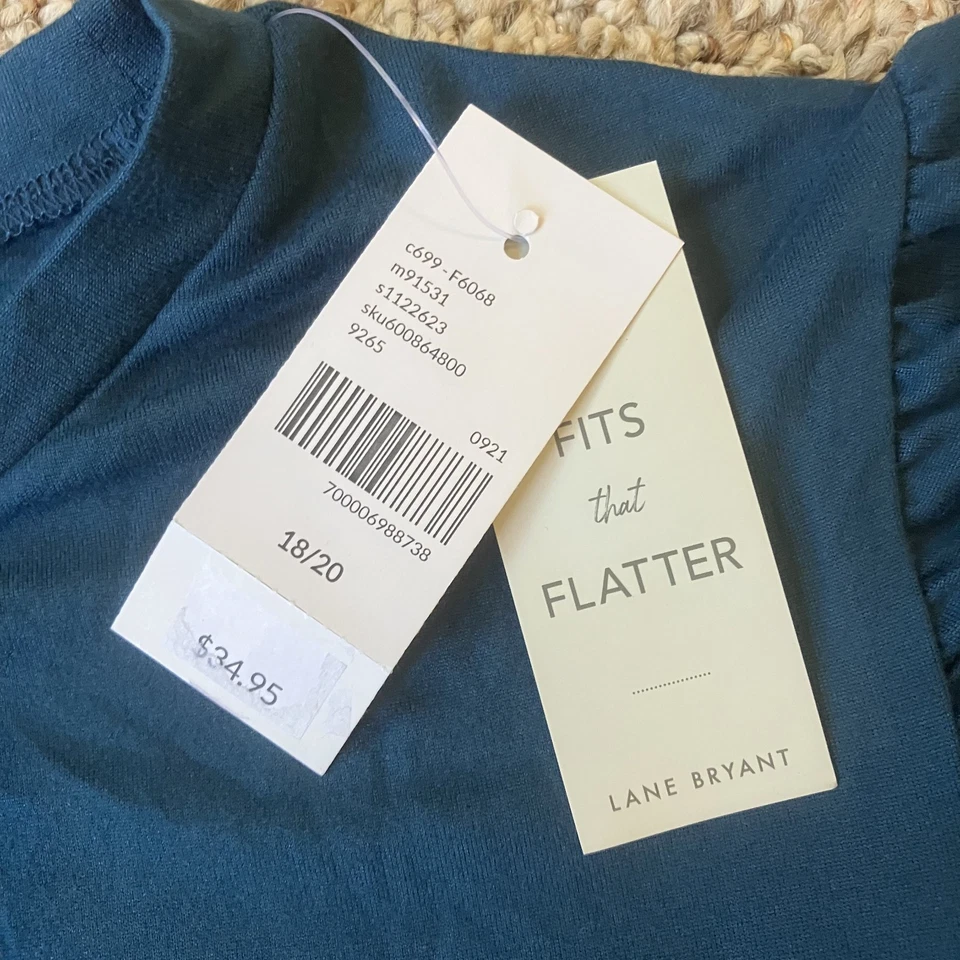 c699 - F6068
m91531
s1122623
sku600864800
9265
0921
700006988738
18/20
$34.95
FITS
that
FLATTER
LANE BRYANT